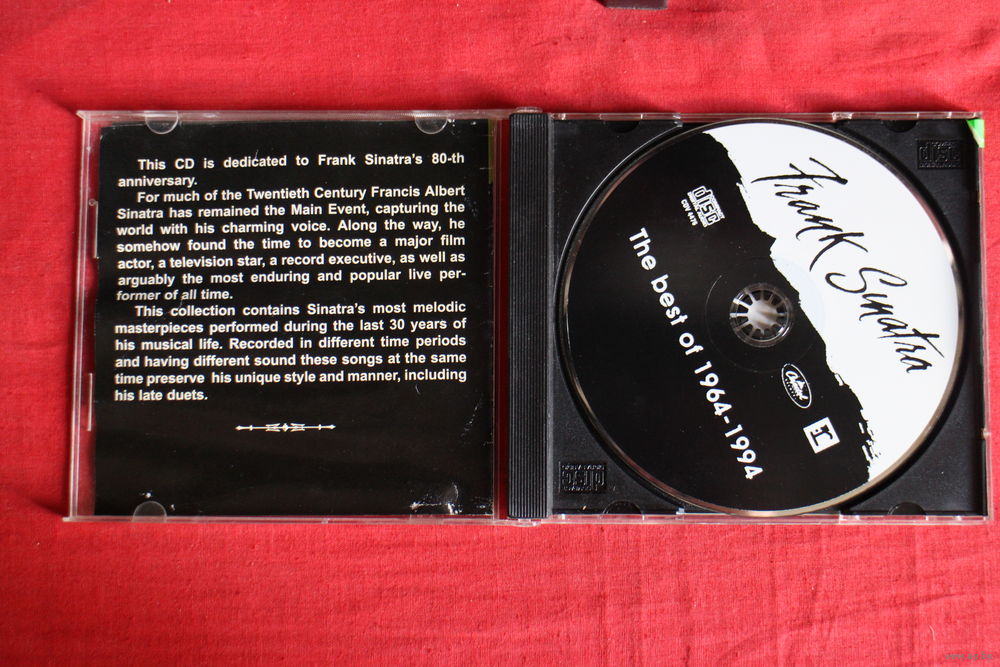 This CD is dedicated to Frank Sinatra's 80-th
anniversary.
For much of the Twentieth Century Francis Albert
Sinatra has remained the Main Event, capturing the
world with his charming voice. Along the way, he
somehow found the time to become a major film
actor, a television star, a record executive, as well as
arguably the most enduring and popular live per-
former of all time.
This collection contains Sinatra's most melodic
masterpieces performed during the last 30 years of
his musical life. Recorded in different time periods
and having different sound these songs at the same
time preserve his unique style and manner, including
his late duets.
Frank Sinatra
disc
The best of 1964-1994
Capitol
r
disc
disc